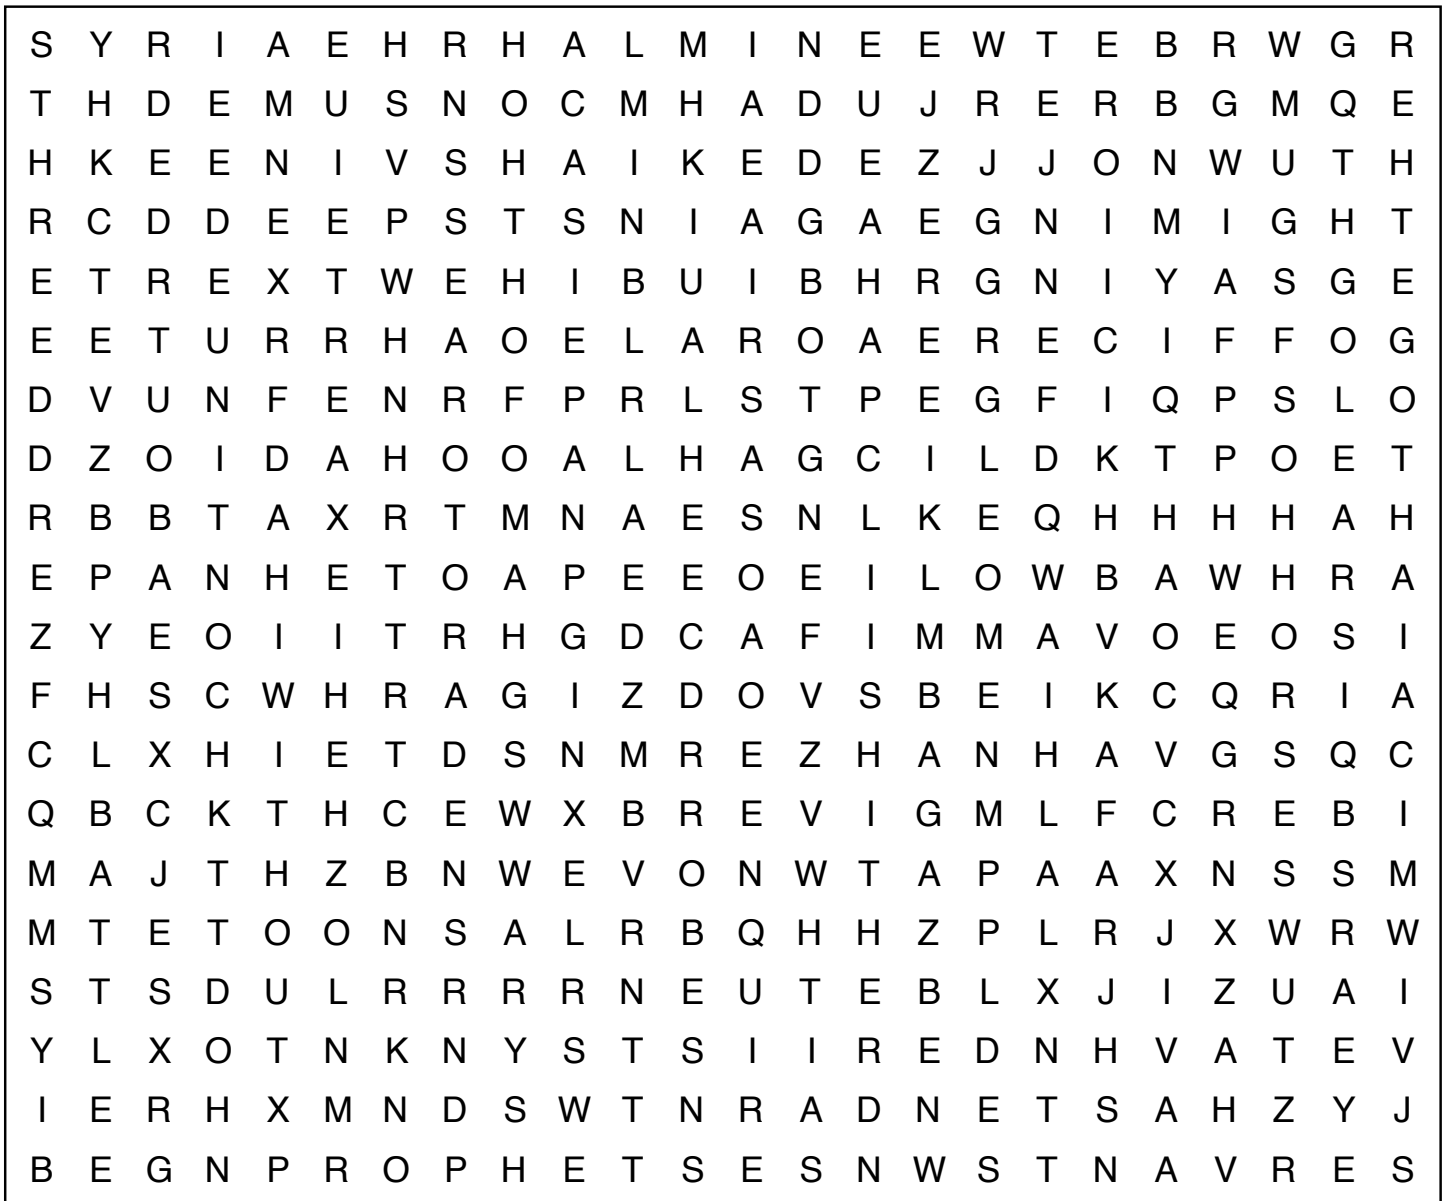 S Y R I A E H R H A L M I N E E W T E B R W G R
T H D E M U S N O C M H A D U J R E R B G M Q E
H K E E N I V S H A I K E D E Z J J O N W U T H
R C D D E E P S T S N I A G A E G N I M I G H T
E T R E X T W E H I B U I B H R G N I Y A S G E
E E T U R R H A O E L A R O A E R E C I F F O G
D V U N F E N R F P R L S T P E G F I Q P S L O
D Z O I D A H O O A L H A G C I L D K T P O E T
R B B T A X R T M N A E S N L K E Q H H H H A H
E P A N H E T O A P E E O E I L O W B A W H R A
Z Y E O I I T R H G D C A F I M M A V O E O S I
F H S C W H R A G I Z D O V S B E I K C Q R I A
C L X H I E T D S N M R E Z H A N H A V G S Q C
Q B C K T H C E W X B R E V I G M L F C R E B I
M A J T H Z B N W E V O N W T A P A A X N S S M
M T E T O O N S A L R B Q H H Z P L R J X W R W
S T S D U L R R R R N E U T E B L X J I Z U A I
Y L X O T N K N Y S T S I I R E D N H V A T E V
I E R H X M N D S W T N R A D N E T S A H Z Y J
B E G N P R O P H E T S E S N W S T N A V R E S